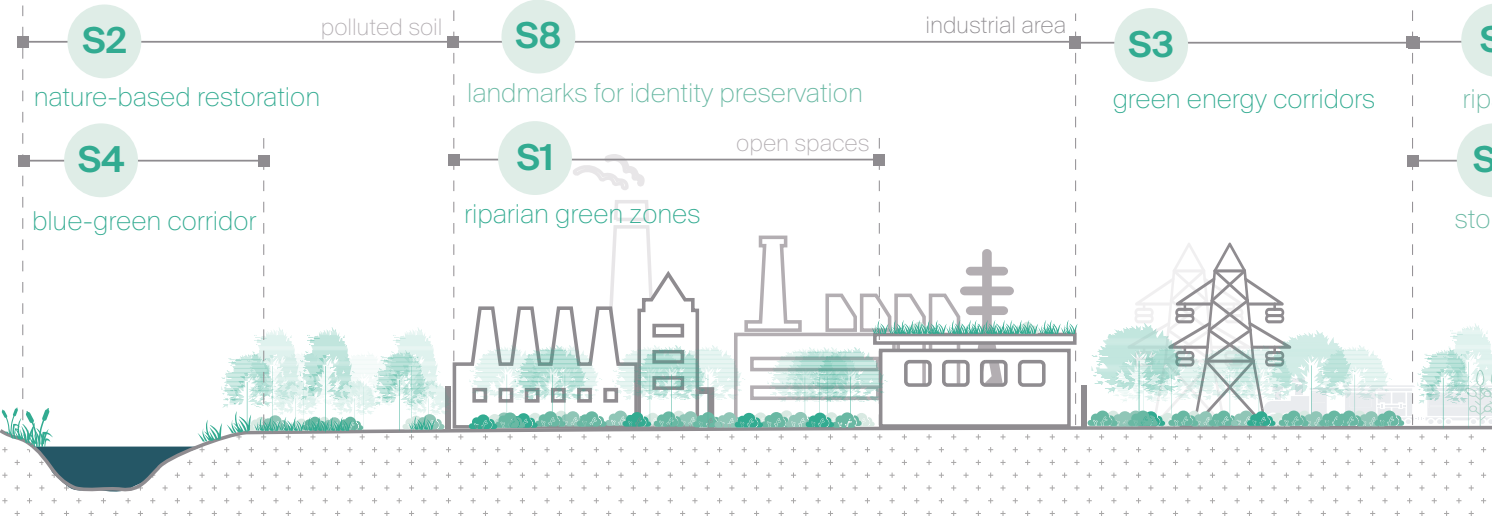 S2
polluted soil
nature-based restoration
S4
blue-green corridor
S8
industrial area
landmarks for identity preservation
S1
open spaces
riparian green zones
S3
green energy corridors